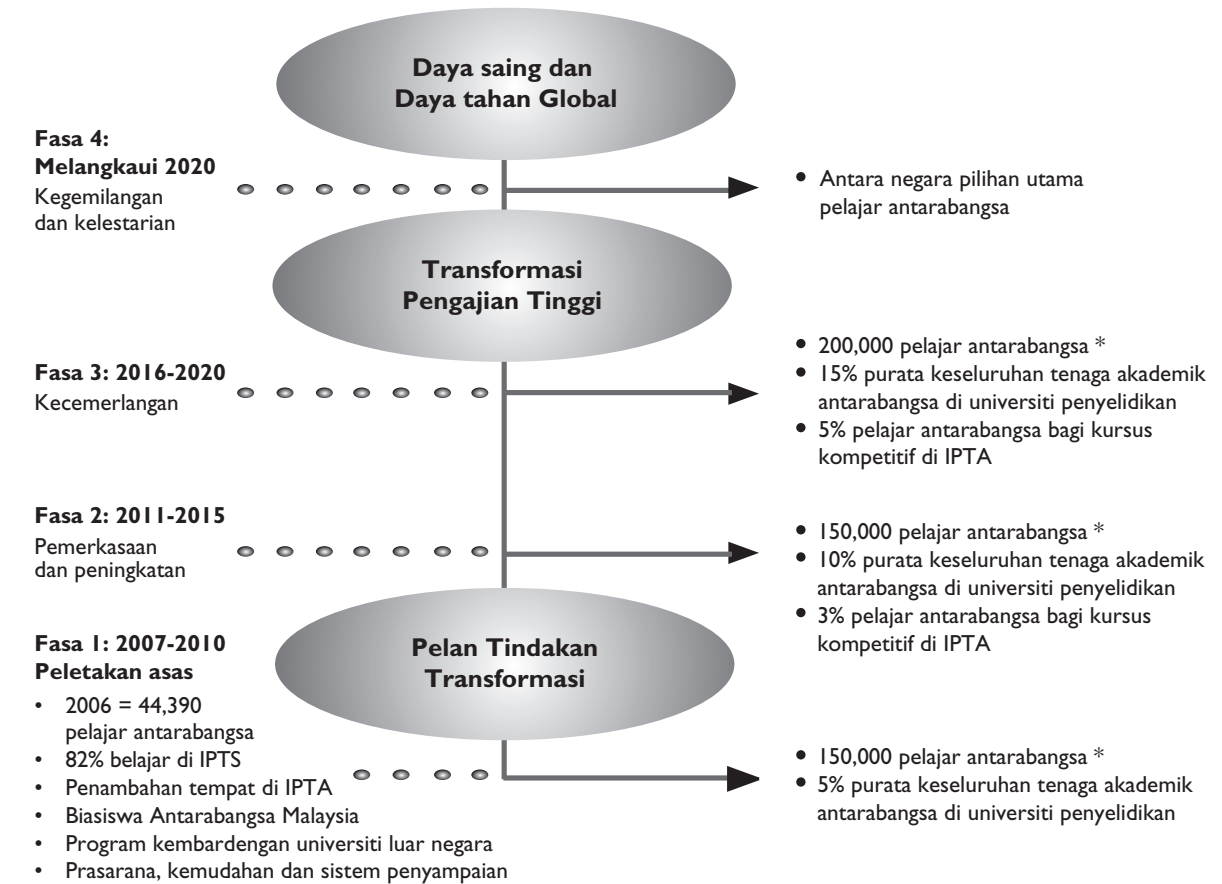 Daya saing dan
Daya tahan Global
Fasa 4:
Melangkaui 2020
Kegemilangan
dan kelestarian
• Antara negara pilihan utama
pelajar antarabangsa
Transformasi
Pengajian Tinggi
Fasa 3: 2016-2020
Kecemerlangan
• 200,000 pelajar antarabangsa *
• 15% purata keseluruhan tenaga akademik
antarabangsa di universiti penyelidikan
• 5% pelajar antarabangsa bagi kursus
kompetitif di IPTA
Fasa 2: 2011-2015
Pemerkasaan
dan peningkatan
• 150,000 pelajar antarabangsa *
• 10% purata keseluruhan tenaga akademik
antarabangsa di universiti penyelidikan
• 3% pelajar antarabangsa bagi kursus
kompetitif di IPTA
Pelan Tindakan
Transformasi
Fasa 1: 2007-2010
Peletakan asas
• 2006 = 44,390
pelajar antarabangsa
• 82% belajar di IPTS
• Penambahan tempat di IPTA
• Biasiswa Antarabangsa Malaysia
• Program kembardengan universiti luar negara
• Prasarana, kemudahan dan sistem penyampaian
• 150,000 pelajar antarabangsa *
• 5% purata keseluruhan tenaga akademik
antarabangsa di universiti penyelidikan